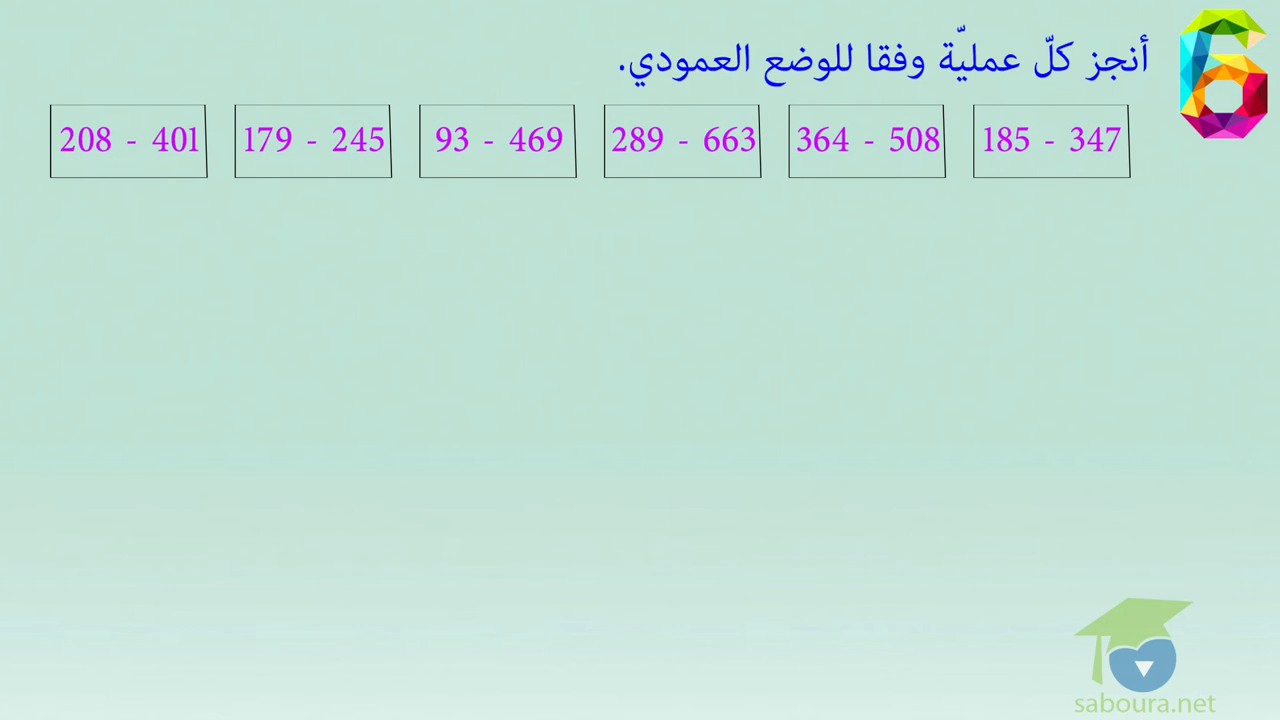 أنجز كلّ عمليّة وفقا للوضع العمودي.
6
347 - 185
508 - 364
663 - 289
469 - 93
245 - 179
401 - 208
saboura.net